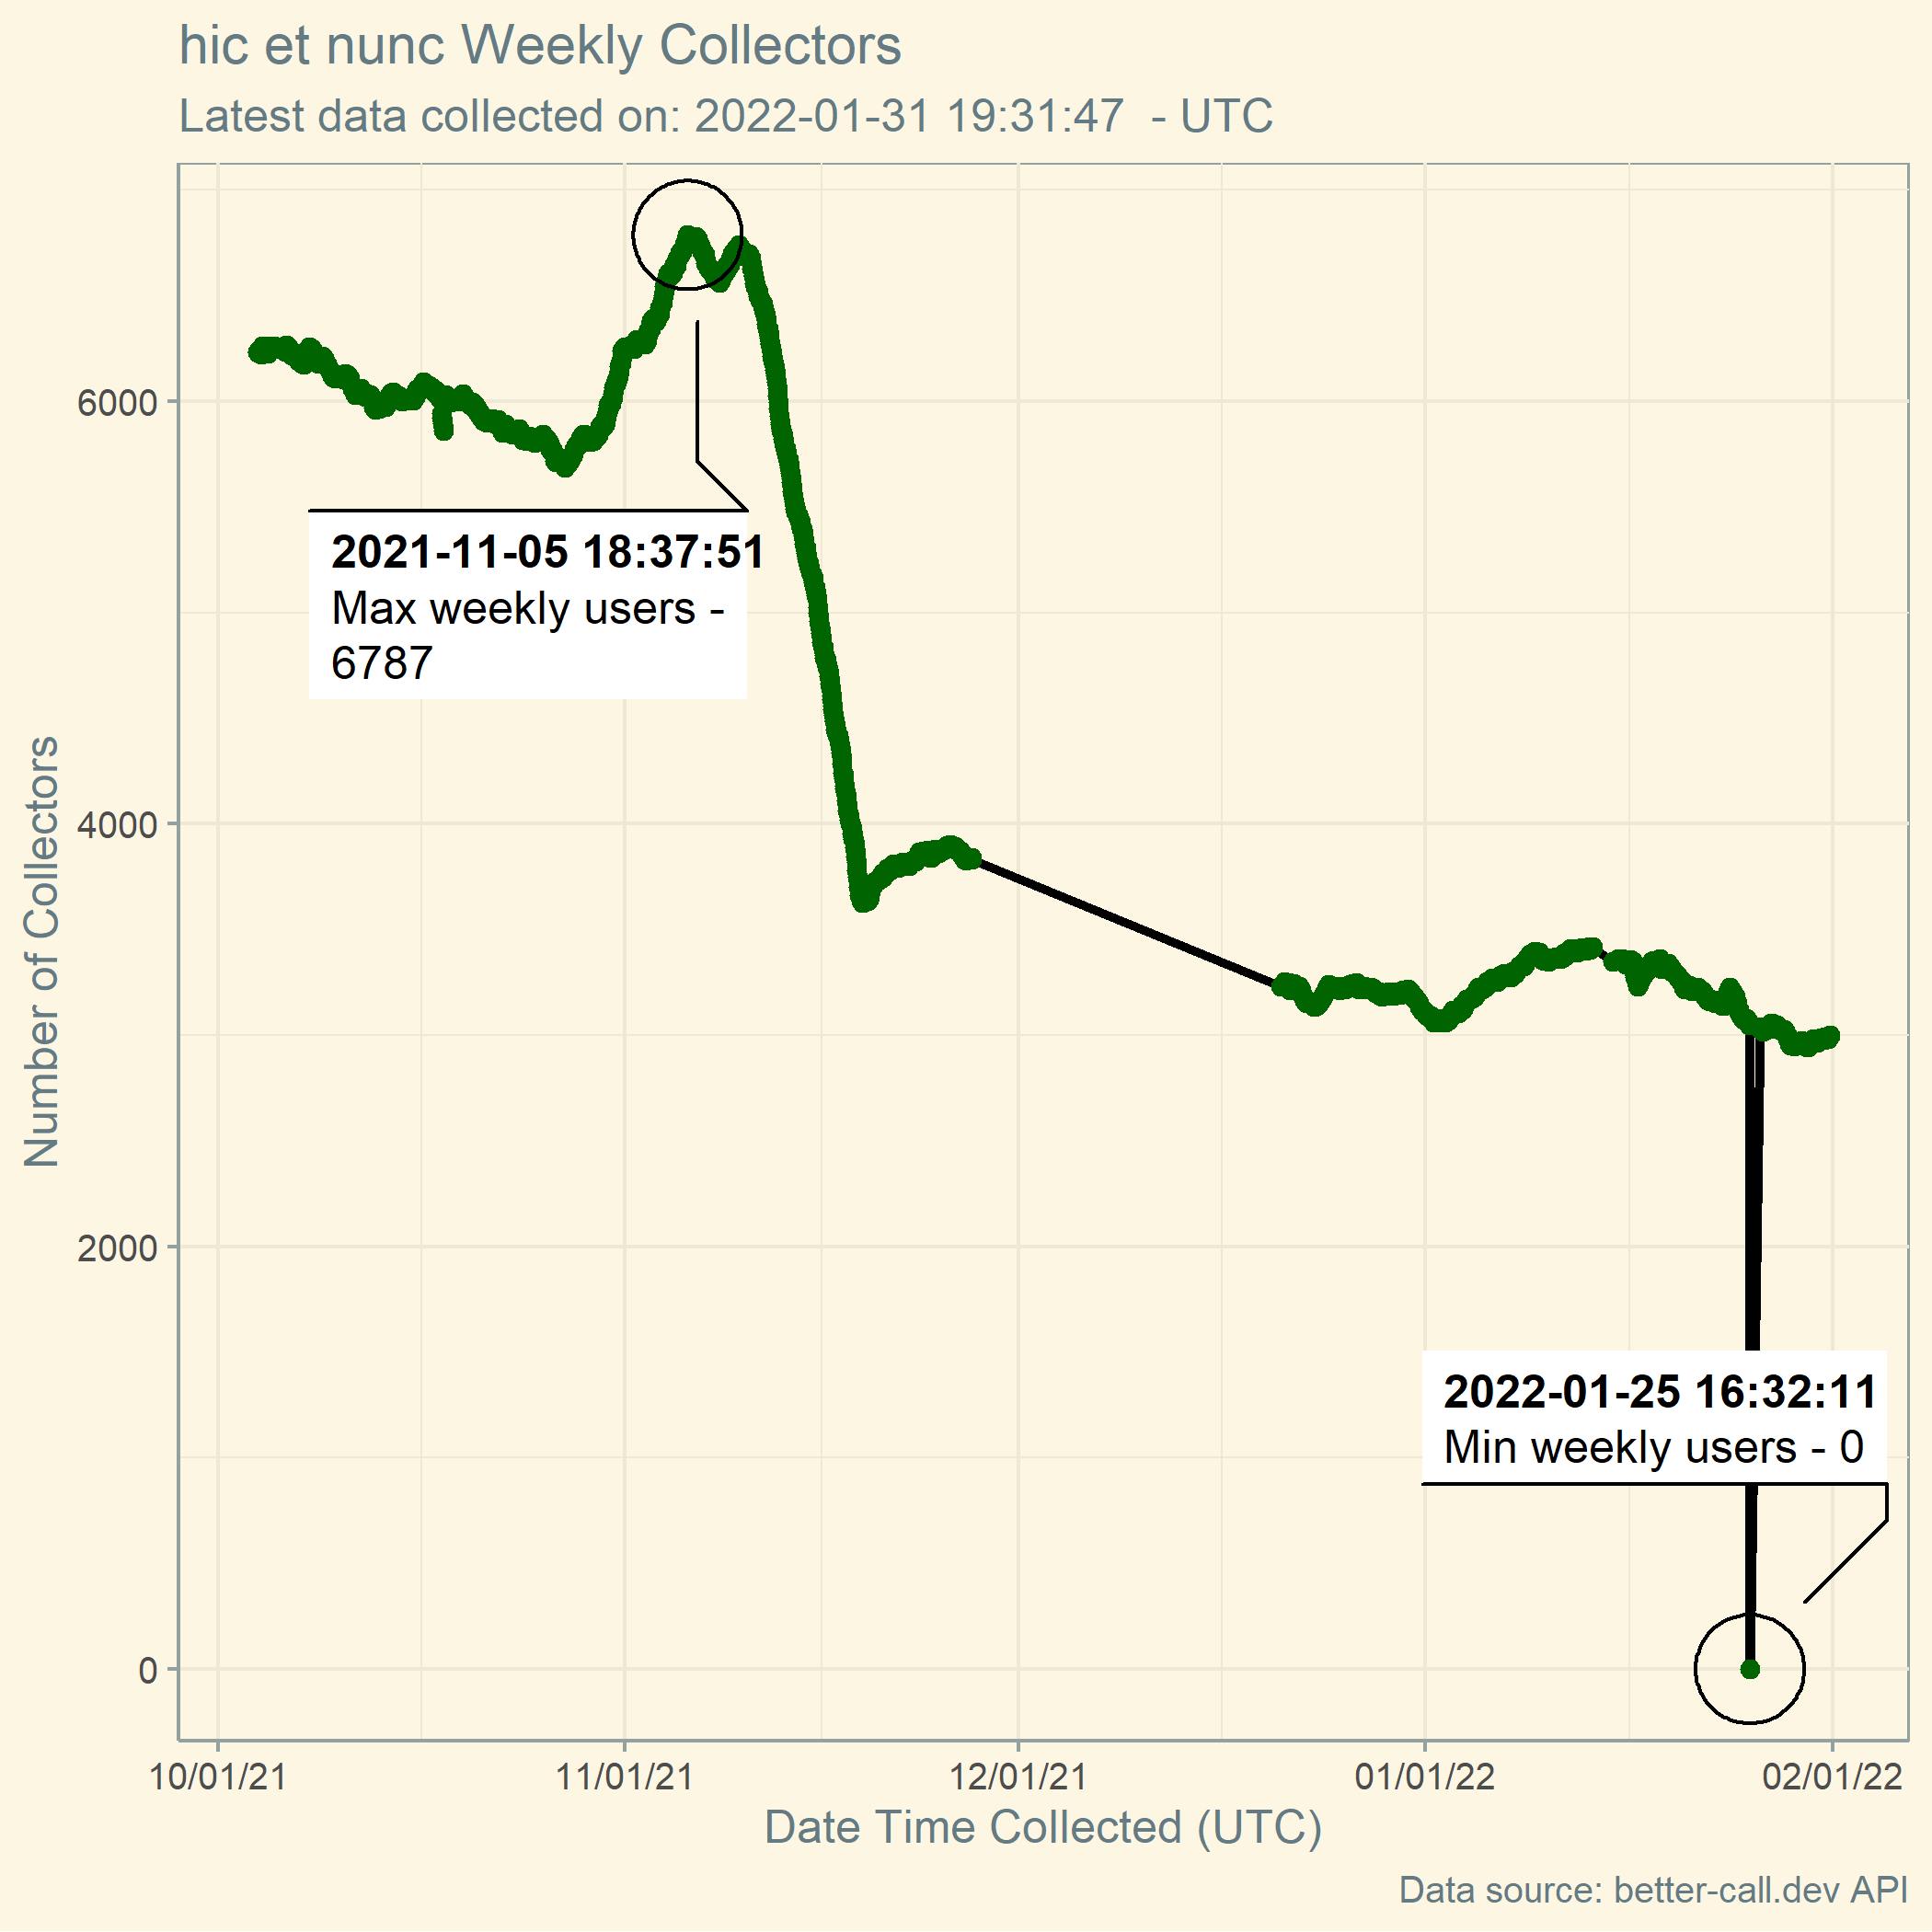 hic et nunc Weekly Collectors
Latest data collected on: 2022-01-31 19:31:47  - UTC
Number of Collectors
6000
4000
2000
0
2021-11-05 18:37:51
Max weekly users -
6787
2022-01-25 16:32:11
Min weekly users - 0
10/01/21 11/01/21 12/01/21 01/01/22 02/01/22
Date Time Collected (UTC)
Data source: better-call.dev API